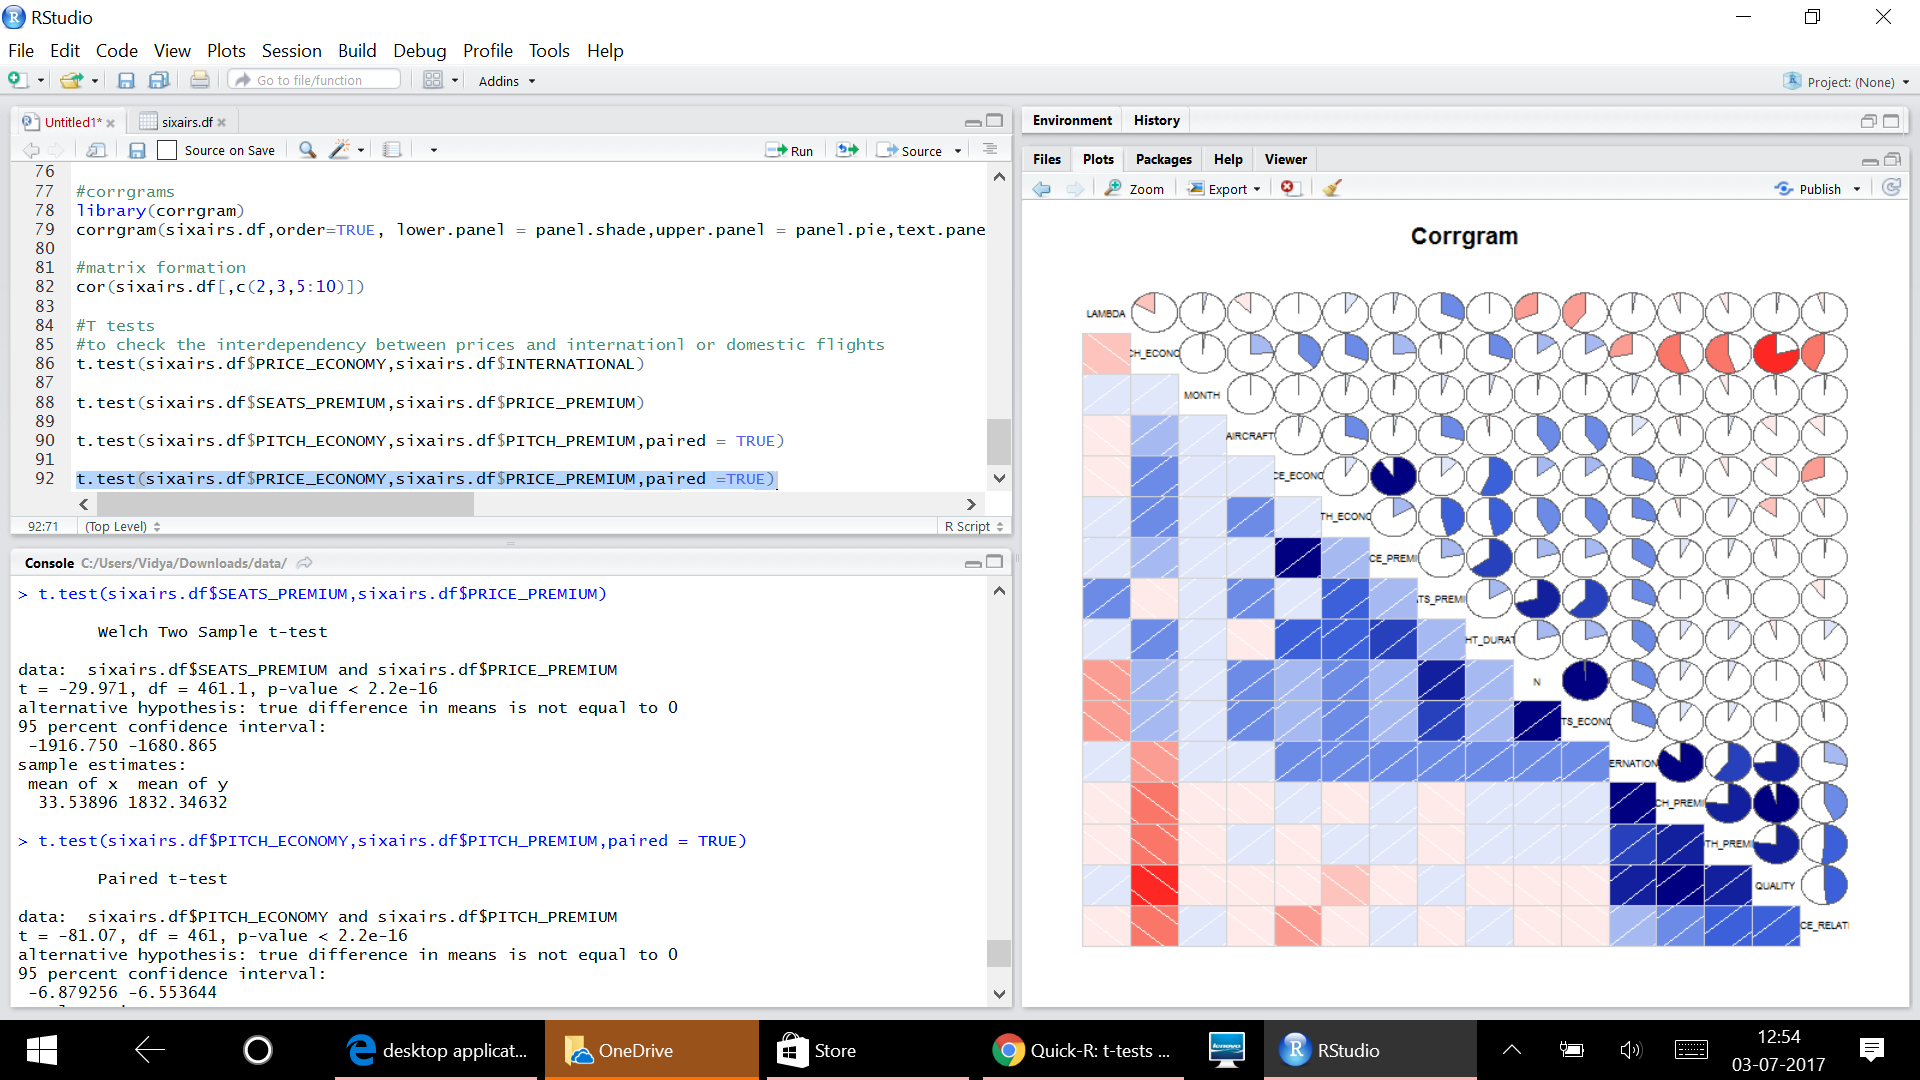 RStudio
File Edit Code View Plots Session Build Debug Profile Tools Help
Go to file/function
Addins
Project: (None)
Untitled1*
sixairs.df
Source on Save
Run
Source
76
77 #corrgrams
78 library(corrgram)
79 corrgram(sixairs.df,order=TRUE, lower.panel = panel.shade,upper.panel = panel.pie,text.pane
80
81 #matrix formation
82 cor(sixairs.df[,c(2,3,5:10)])
83
84 #T tests
85 #to check the interdependency between prices and internationl or domestic flights
86 t.test(sixairs.df$PRICE_ECONOMY,sixairs.df$INTERNATIONAL)
87
88 t.test(sixairs.df$SEATS_PREMIUM,sixairs.df$PRICE_PREMIUM)
89
90 t.test(sixairs.df$PITCH_ECONOMY,sixairs.df$PITCH_PREMIUM,paired = TRUE)
91
92 t.test(sixairs.df$PRICE_ECONOMY,sixairs.df$PRICE_PREMIUM,paired =TRUE)
92:71 (Top Level) R Script
Console C:/Users/Vidya/Downloads/data/
> t.test(sixairs.df$SEATS_PREMIUM,sixairs.df$PRICE_PREMIUM)
Welch Two Sample t-test
data: sixairs.df$SEATS_PREMIUM and sixairs.df$PRICE_PREMIUM
t = -29.971, df = 461.1, p-value < 2.2e-16
alternative hypothesis: true difference in means is not equal to 0
95 percent confidence interval:
-1916.750 -1680.865
sample estimates:
mean of x mean of y
33.53896 1832.34632
> t.test(sixairs.df$PITCH_ECONOMY,sixairs.df$PITCH_PREMIUM,paired = TRUE)
Paired t-test
data: sixairs.df$PITCH_ECONOMY and sixairs.df$PITCH_PREMIUM
t = -81.07, df = 461, p-value < 2.2e-16
alternative hypothesis: true difference in means is not equal to 0
95 percent confidence interval:
-6.879256 -6.553644
Environment History
Files Plots Packages Help Viewer
Zoom Export Publish
Corrgram
LAMBDA
CH_ECONO
MONTH
AIRCRAFT
CE_ECONO
TH_ECONO
CE_PREMI
ATS_PREMIU
HT_DURAT
N
TS_ECONO
ERNATION
CH_PREMI
TH_PREMI
QUALITY
CE_RELATI
desktop applicat...
OneDrive
Store
Quick-R: t-tests ...
lenovo
RStudio
12:54
03-07-2017